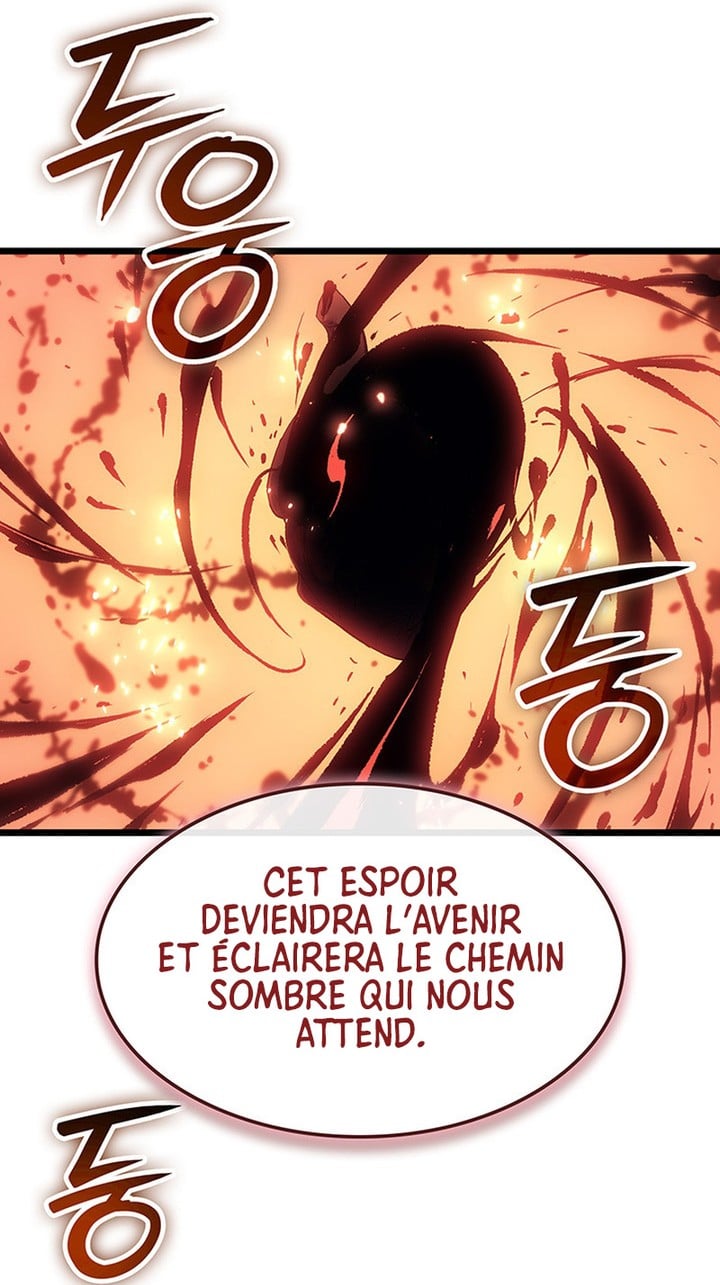 두웅
둥
CET ESPOIR
DEVIENDRA L'AVENIR
ET ÉCLAIRERA LE CHEMIN
SOMBRE QUI NOUS
ATTEND.
둥